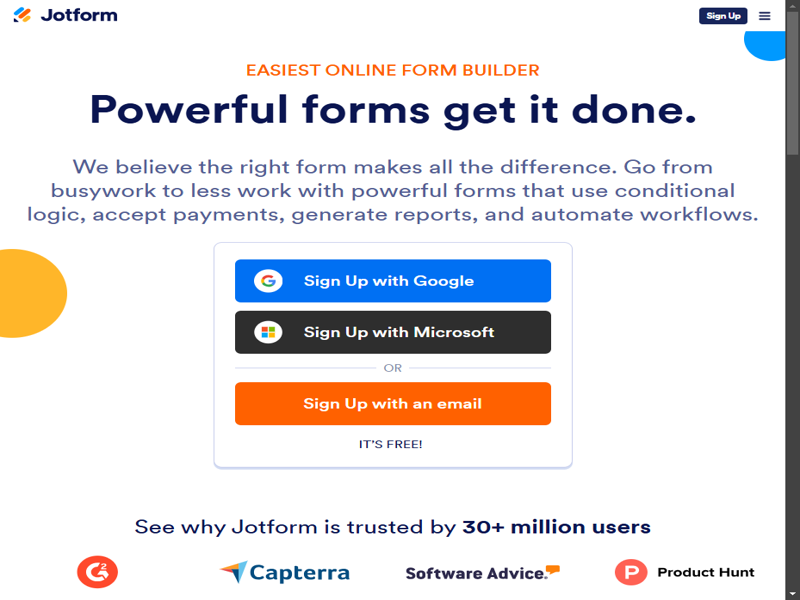 Jotform
Sign Up
EASIEST ONLINE FORM BUILDER
Powerful forms get it done.
We believe the right form makes all the difference. Go from
busywork to less work with powerful forms that use conditional
logic, accept payments, generate reports, and automate workflows.
Sign Up with Google
Sign Up with Microsoft
OR
Sign Up with an email
IT'S FREE!
See why Jotform is trusted by 30+ million users
G2
Capterra
Software Advice.
P Product Hunt